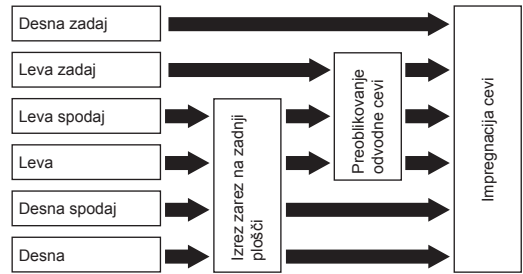 Desna zadaj
Leva zadaj
Leva spodaj
Leva
Desna spodaj
Desna
Izrez zarez na zadnji
plošči
Preoblikovanje
odvodne cevi
Impregnacija cevi